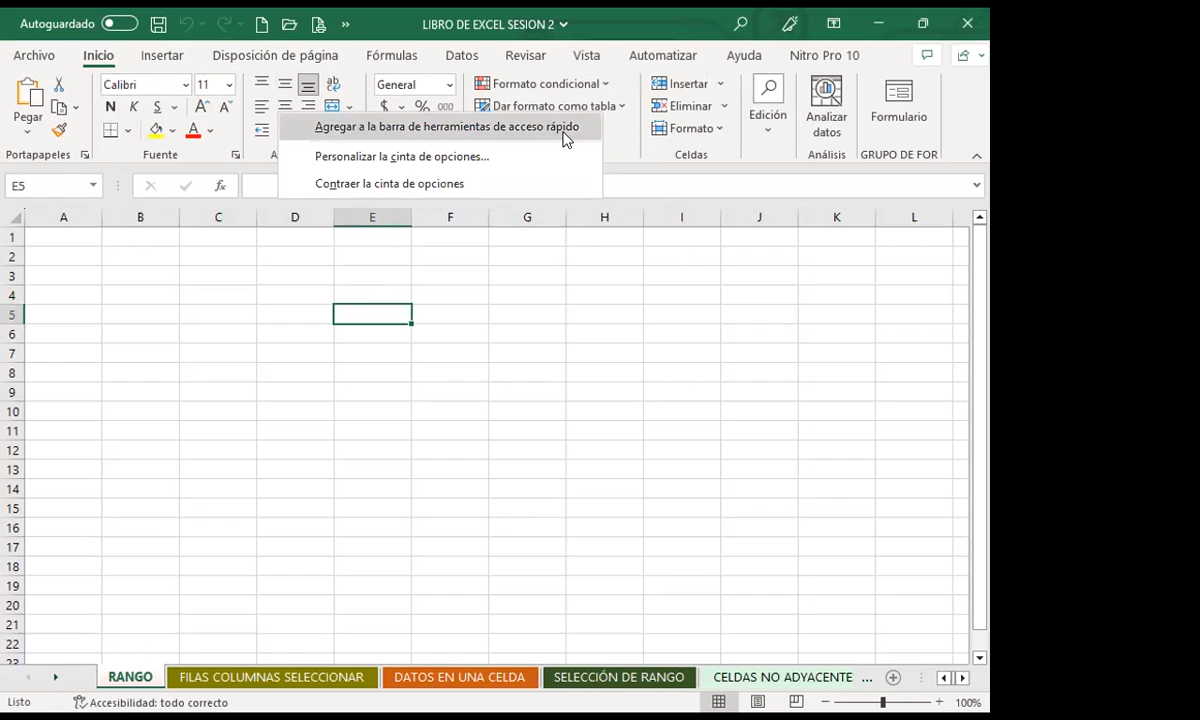 Autoguardado
LIBRO DE EXCEL SESION 2
Archivo Inicio Insertar Disposición de página Fórmulas Datos Revisar Vista Automatizar Ayuda Nitro Pro 10
Pegar
Portapapeles
Calibri 11
N K S
Fuente
General
$ % 000
Formato condicional
Dar formato como tabla
Insertar
Eliminar
Formato
Celdas
Edición
Analizar datos
Análisis
Formulario
GRUPO DE FOR
Agregar a la barra de herramientas de acceso rápido
Personalizar la cinta de opciones...
Contraer la cinta de opciones
E5
fx
A B C D E F G H I J K L
1
2
3
4
5
6
7
8
9
10
11
12
13
14
15
16
17
18
19
20
21
22
23
RANGO FILAS COLUMNAS SELECCIONAR DATOS EN UNA CELDA SELECCIÓN DE RANGO CELDAS NO ADYACENTE ...
Listo Accesibilidad: todo correcto 100%